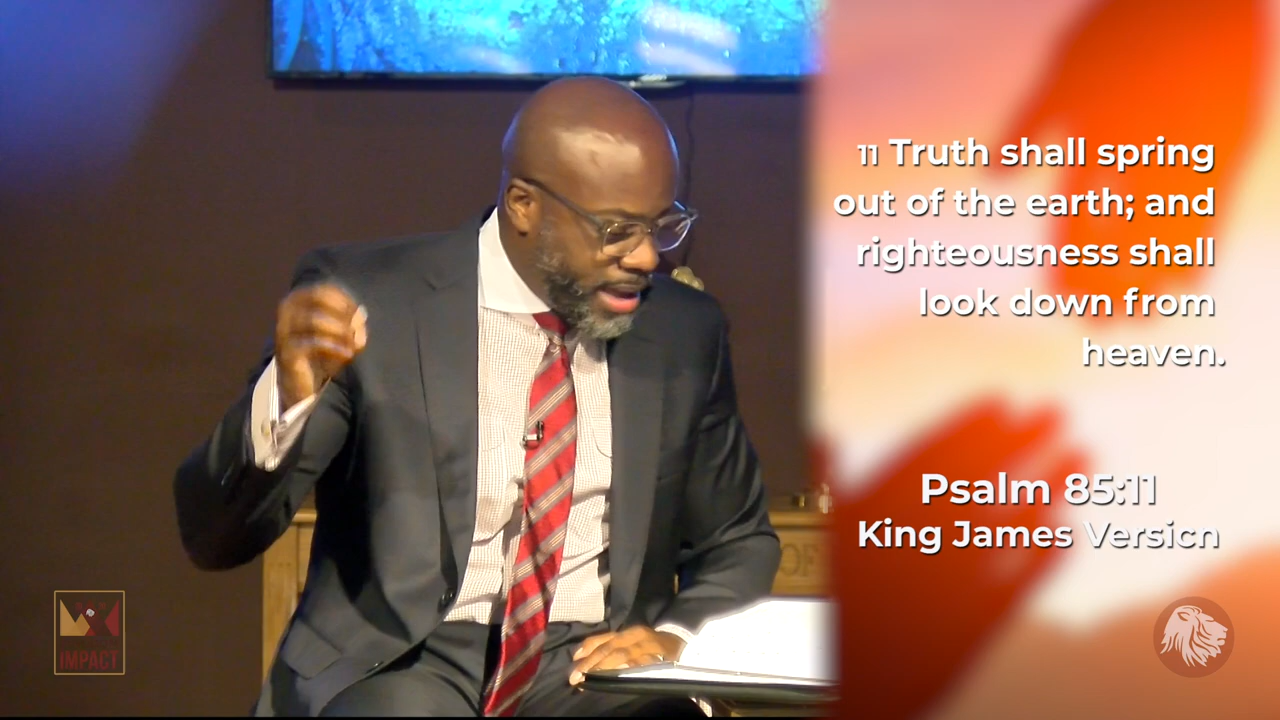 11 Truth shall spring
out of the earth; and
righteousness shall
look down from
heaven.
Psalm 85:11
King James Version
OF
IMPACT